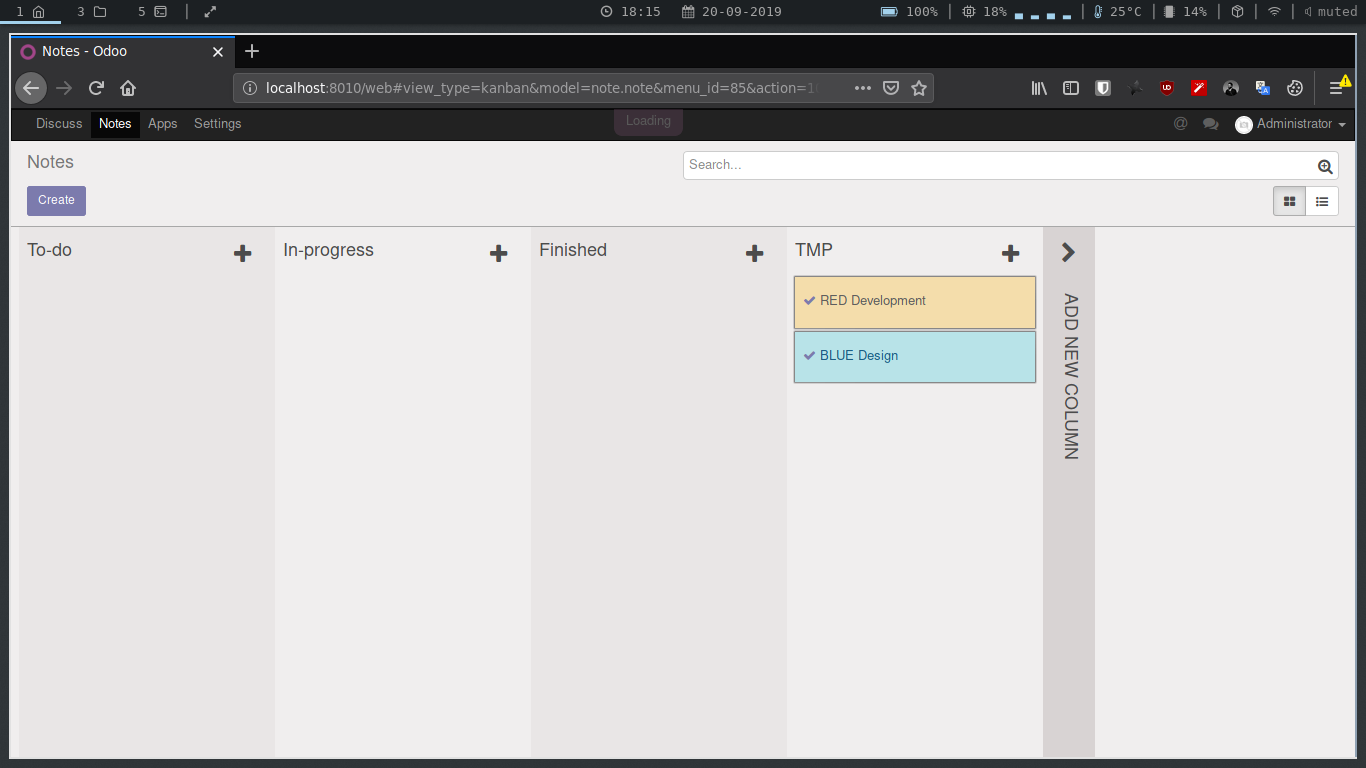 1 3 5 18:15 20-09-2019 100% 18% 25°C 14% muted
Notes - Odoo
localhost:8010/web#view_type=kanban&model=note.note&menu_id=85&action=1
Discuss Notes Apps Settings Loading @ Administrator
Notes
Search...
Create
To-do In-progress Finished TMP
RED Development
BLUE Design
ADD NEW COLUMN